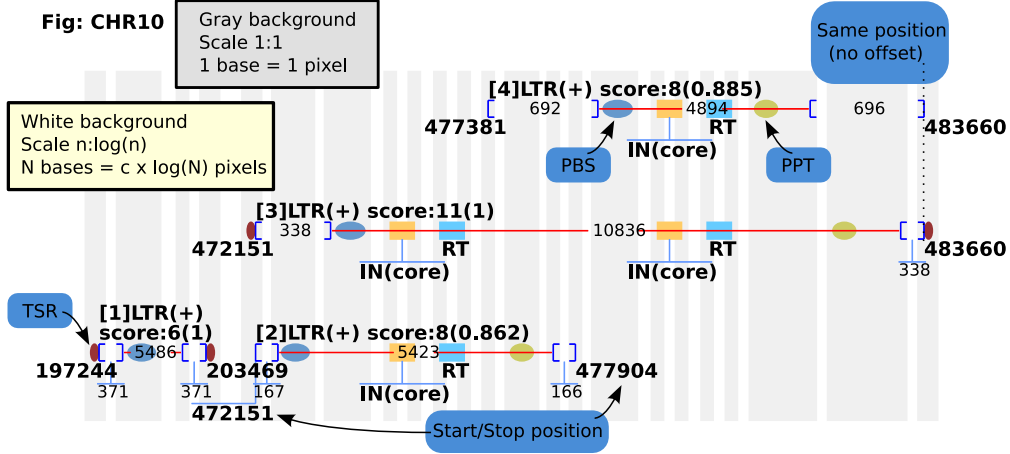 Fig: CHR10
Gray background
Scale 1:1
1 base = 1 pixel
Same position
(no offset)
White background
Scale n:log(n)
N bases = c x log(N) pixels
[4]LTR(+) score:8(0.885)
692
4894
696
477381
RT
483660
IN(core)
PBS
PPT
[3]LTR(+) score:11(1)
338
10836
472151
RT
RT
483660
IN(core)
IN(core)
338
TSR
[1]LTR(+)
score:6(1)
[2]LTR(+) score:8(0.862)
5486
5423
197244
203469
RT
477904
371
371
167
IN(core)
166
472151
Start/Stop position